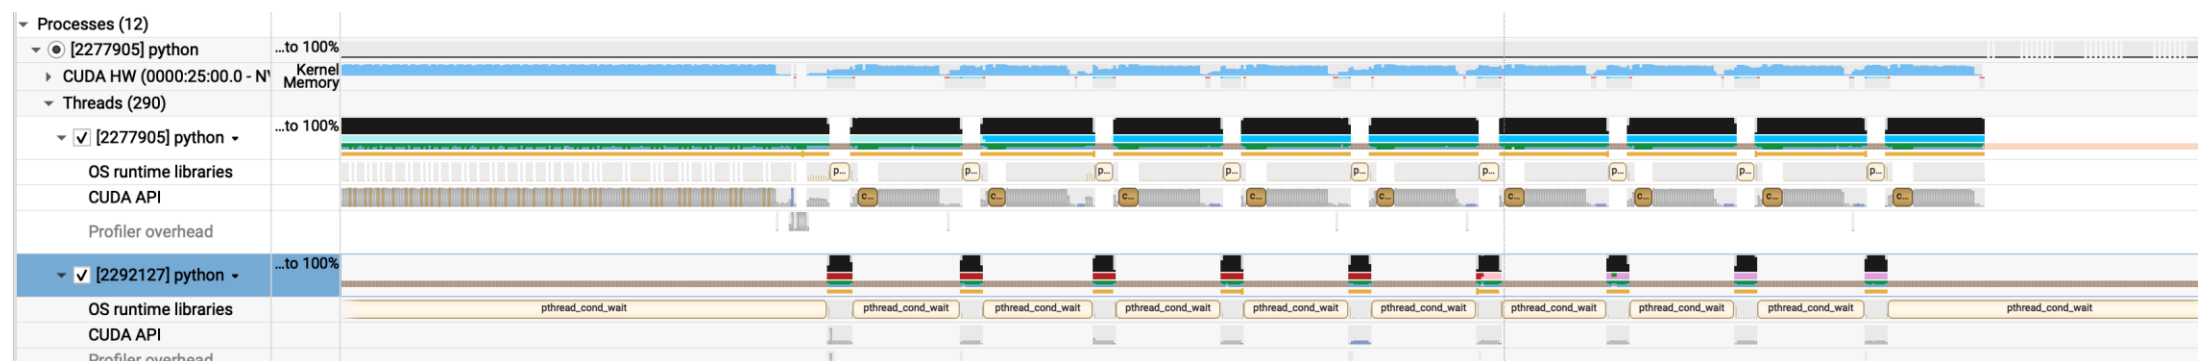 Processes (12)
[2277905] python ...to 100%
CUDA HW (0000:25:00.0 - N Kernel
Memory
Threads (290)
[2277905] python ...to 100%
OS runtime libraries p... p... p... p... p... p... p... p... p...
CUDA API c... c... c... c... c... c... c... c... c...
Profiler overhead
[2292127] python ...to 100%
OS runtime libraries pthread_cond_wait pthread_cond_wait pthread_cond_wait pthread_cond_wait pthread_cond_wait pthread_cond_wait pthread_cond_wait pthread_cond_wait pthread_cond_wait pthread_cond_wait
CUDA API
Profiler overhead